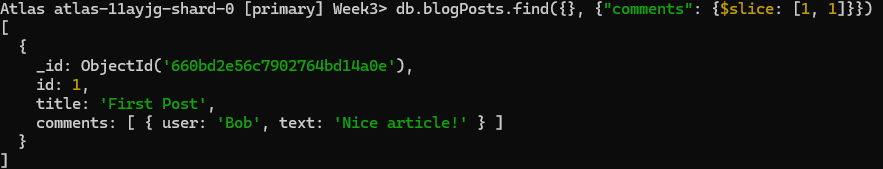 Atlas atlas-11ayjg-shard-0 [primary] Week3> db.blogPosts.find({}, {"comments": {$slice: [1, 1]}})
[
  {
    _id: ObjectId('660bd2e56c7902764bd14a0e'),
    id: 1,
    title: 'First Post',
    comments: [ { user: 'Bob', text: 'Nice article!' } ]
  }
]